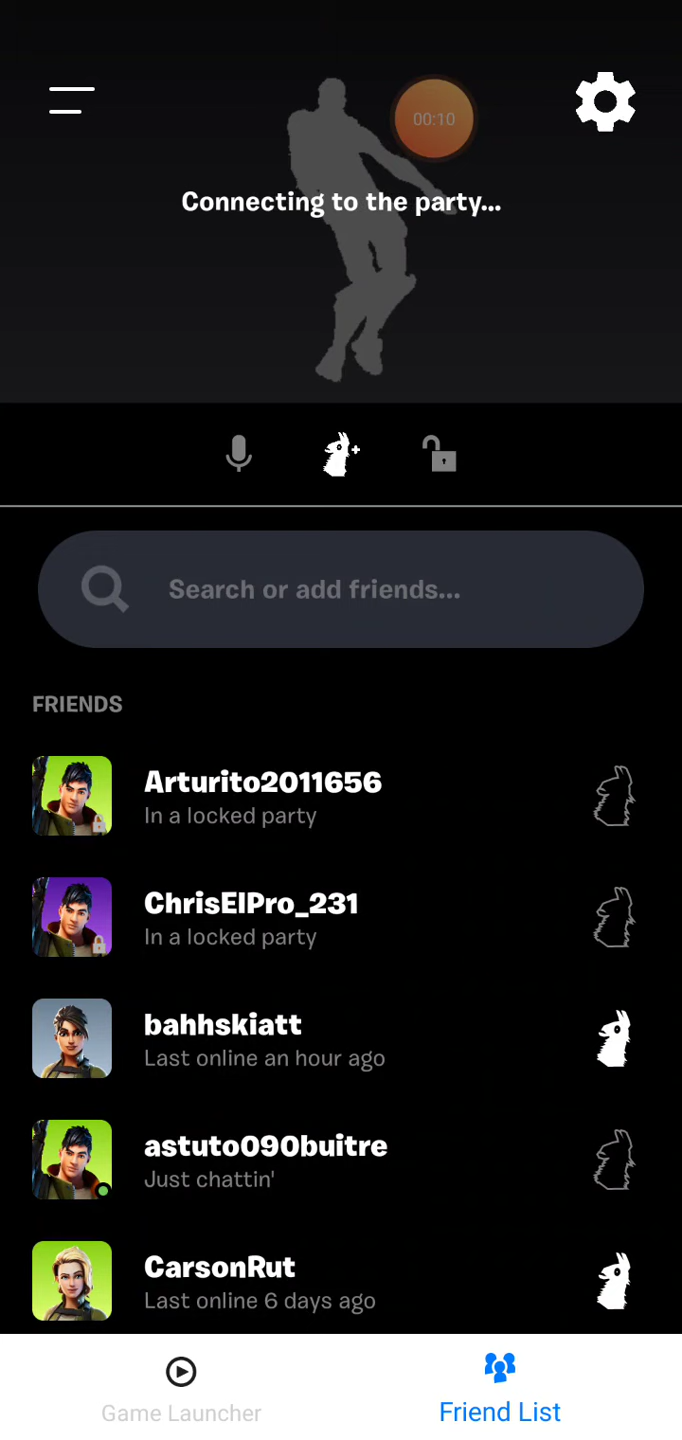 00:10
Connecting to the party...
Search or add friends...
FRIENDS
Arturito2011656
In a locked party
ChrisElPro_231
In a locked party
bahhskiatt
Last online an hour ago
astuto090buitre
Just chattin'
CarsonRut
Last online 6 days ago
Game Launcher
Friend List